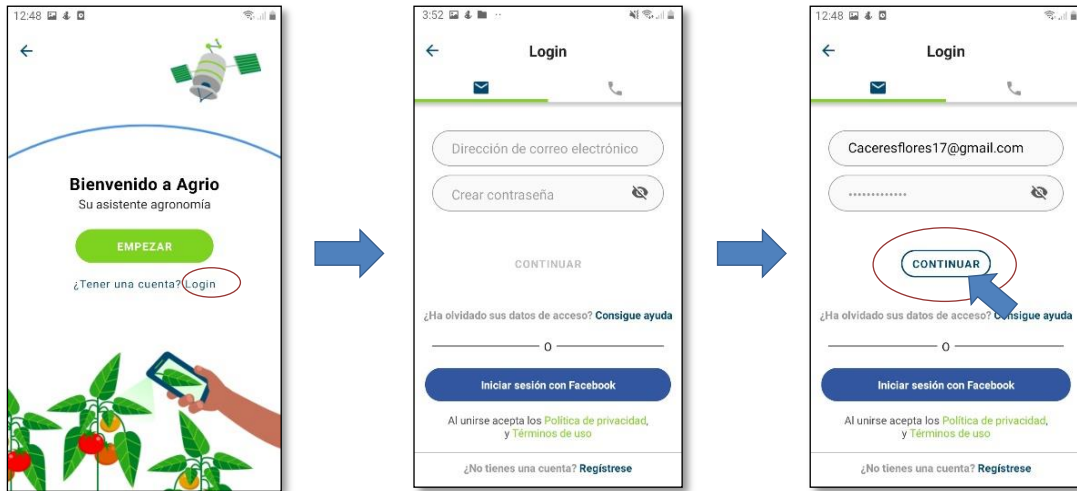 12:48
Bienvenido a Agrio
Su asistente agronomía
EMPEZAR
¿Tener una cuenta? Login
3:52
Login
Dirección de correo electrónico
Crear contraseña
CONTINUAR
¿Ha olvidado sus datos de acceso? Consigue ayuda
O
Iniciar sesión con Facebook
Al unirse acepta los Política de privacidad,
y Términos de uso
¿No tienes una cuenta? Regístrese
12:48
Login
Caceresflores17@gmail.com
CONTINUAR
¿Ha olvidado sus datos de acceso? Consigue ayuda
O
Iniciar sesión con Facebook
Al unirse acepta los Política de privacidad,
y Términos de uso
¿No tienes una cuenta? Regístrese